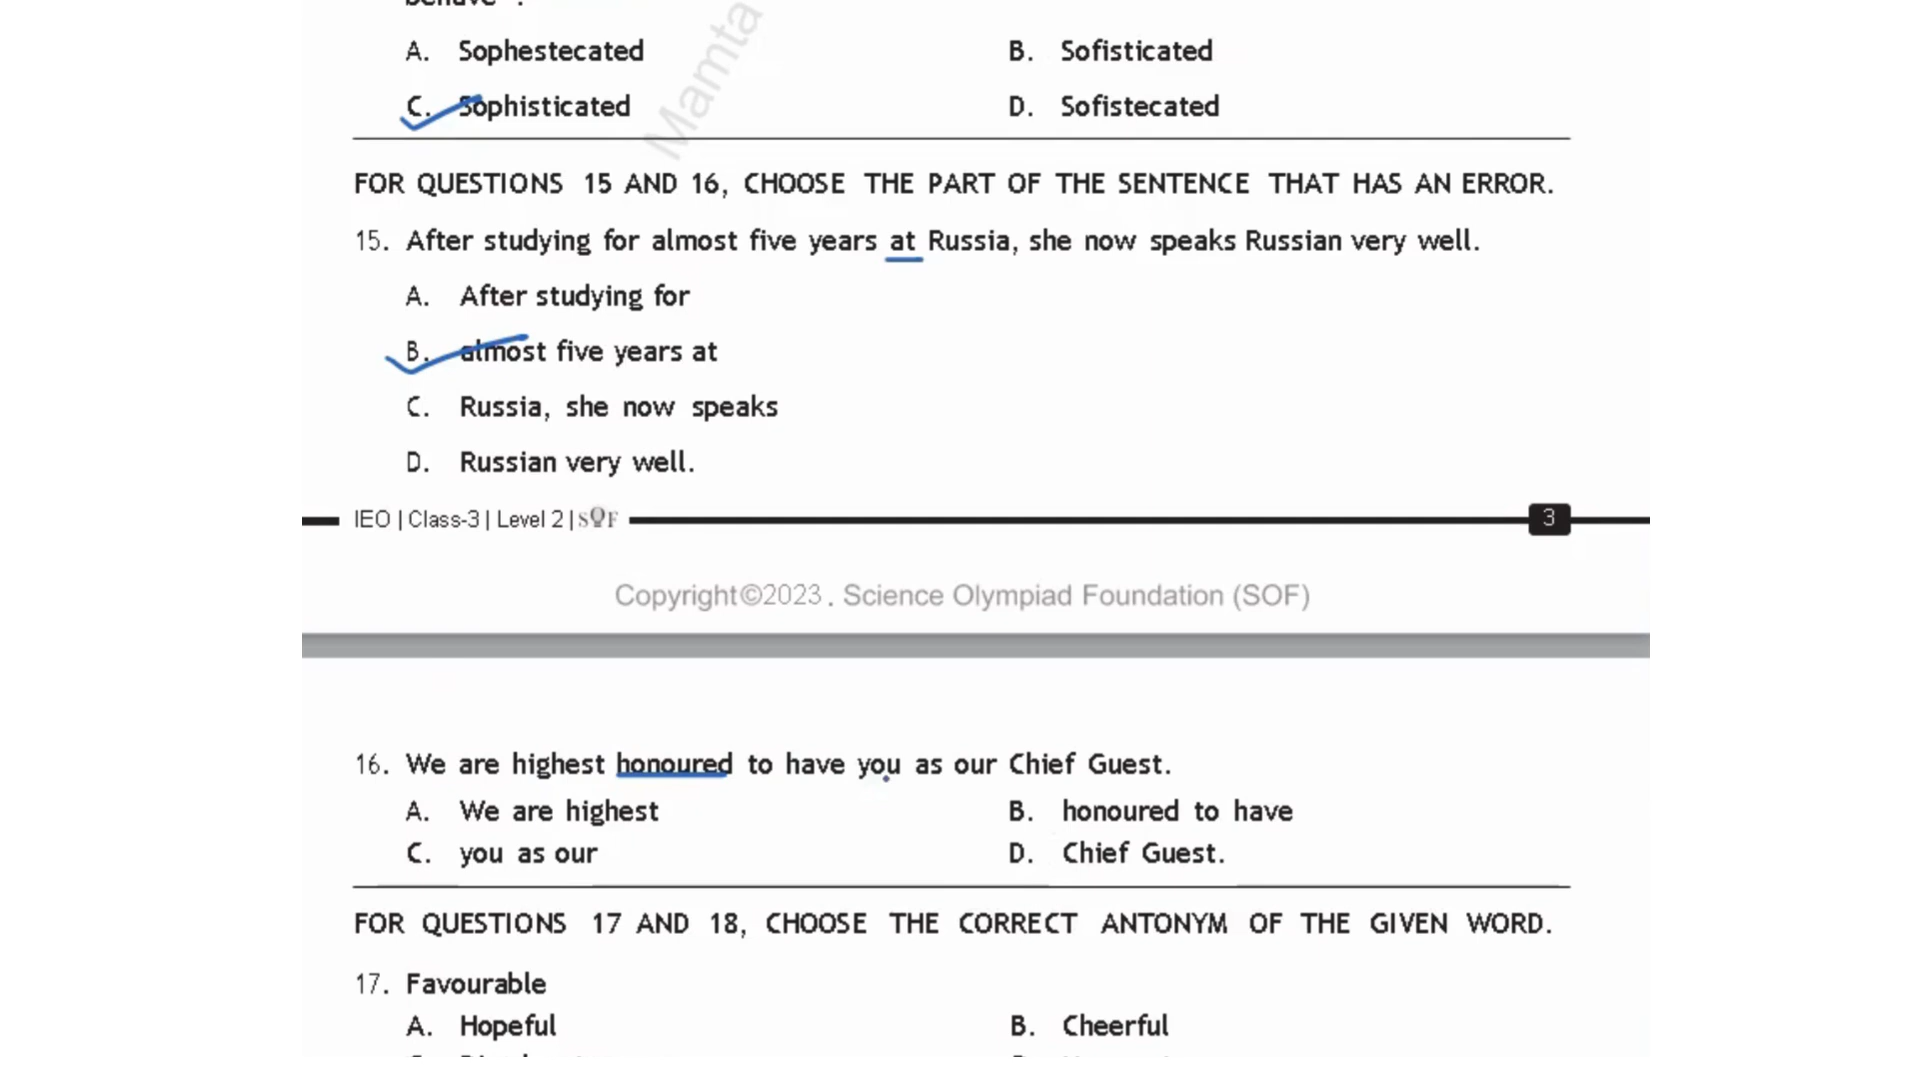 A. Sophestecated B. Sofisticated
Mamta
C. Sophisticated D. Sofistecated
FOR QUESTIONS 15 AND 16, CHOOSE THE PART OF THE SENTENCE THAT HAS AN ERROR.
15. After studying for almost five years at Russia, she now speaks Russian very well.
A. After studying for
B. almost five years at
C. Russia, she now speaks
D. Russian very well.
IEO | Class-3 | Level 2 | SOF 3
Copyright©2023. Science Olympiad Foundation (SOF)
16. We are highest honoured to have you as our Chief Guest.
A. We are highest B. honoured to have
C. you as our D. Chief Guest.
FOR QUESTIONS 17 AND 18, CHOOSE THE CORRECT ANTONYM OF THE GIVEN WORD.
17. Favourable
A. Hopeful B. Cheerful